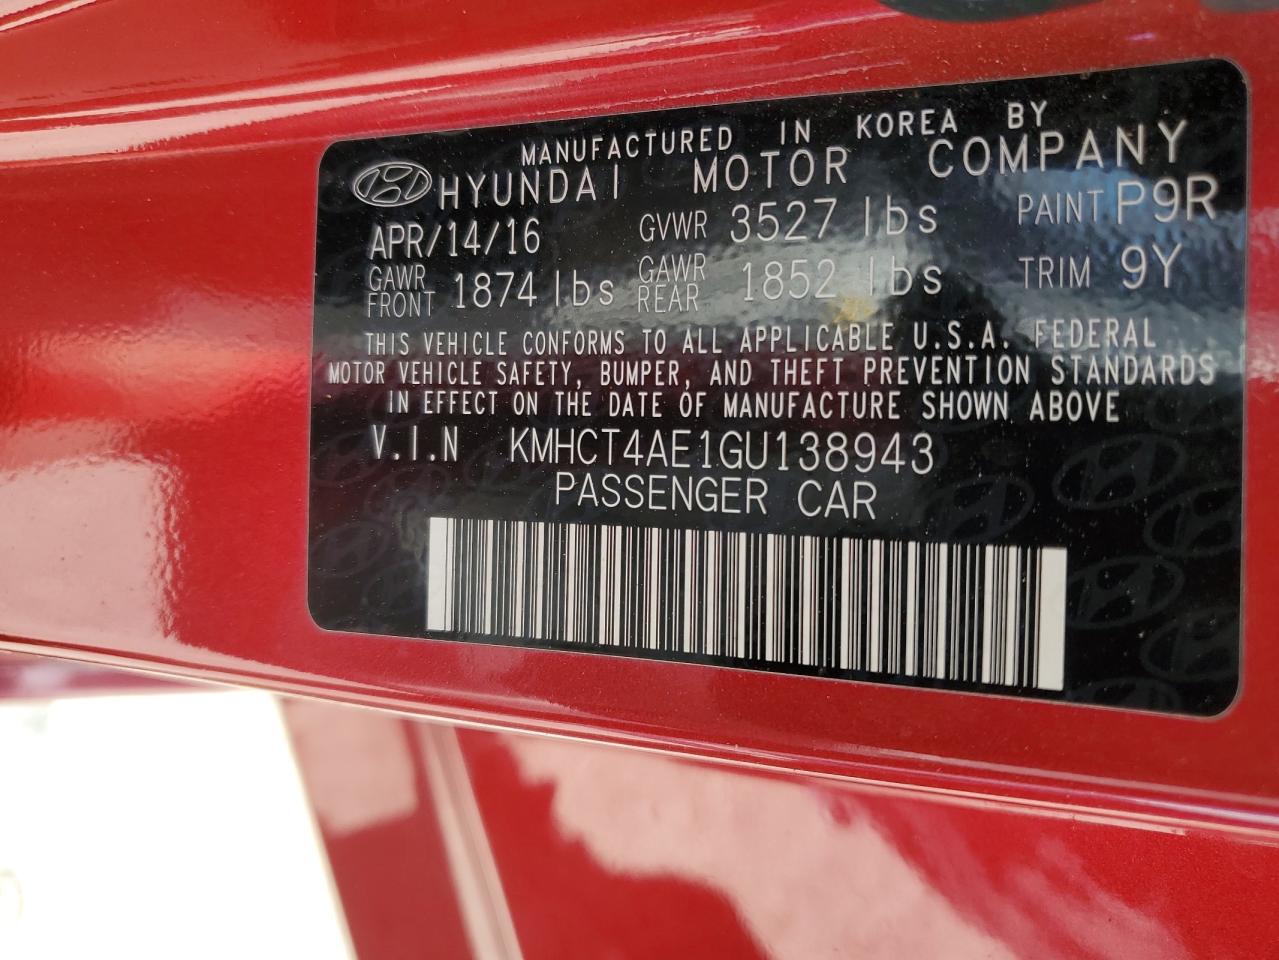 MANUFACTURED IN KOREA BY
HYUNDAI MOTOR COMPANY
APR/14/16 GVWR 3527 lbs PAINT P9R
GAWR FRONT 1874 lbs GAWR REAR 1852 lbs TRIM 9Y
THIS VEHICLE CONFORMS TO ALL APPLICABLE U.S.A. FEDERAL
MOTOR VEHICLE SAFETY, BUMPER, AND THEFT PREVENTION STANDARDS
IN EFFECT ON THE DATE OF MANUFACTURE SHOWN ABOVE
V.I.N KMHCT4AE1GU138943
PASSENGER CAR